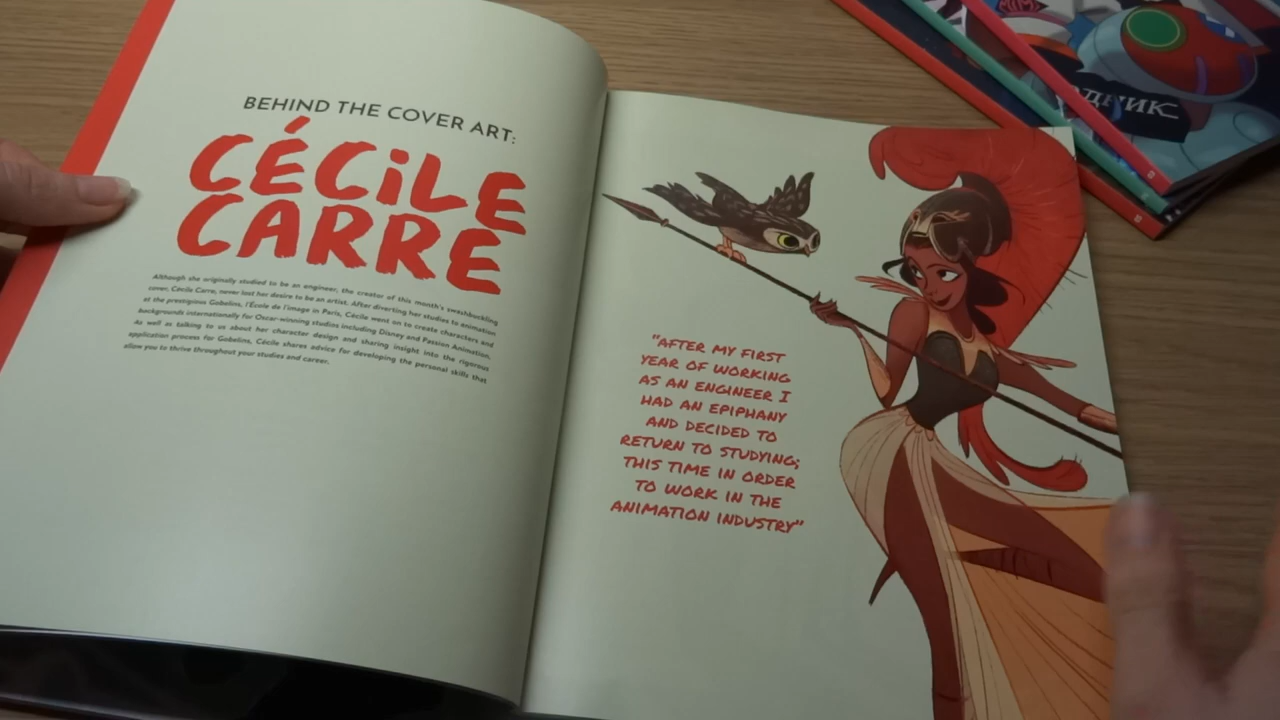 BEHIND THE COVER ART:
CÉCILE
CARRE
Although she originally studied to be an engineer, the creator of this month's swashbuckling
cover, Cécile Carre, never lost her desire to be an artist. After diverting her studies to animation
at the prestigious Gobelins, l'École de l'image in Paris, Cécile went on to create characters and
backgrounds internationally for Oscar-winning studios including Disney and Passion Animation.
As well as talking to us about her character design and sharing insight into the rigorous
application process for Gobelins, Cécile shares advice for developing the personal skills that
allow you to thrive throughout your studies and career.
"AFTER MY FIRST
YEAR OF WORKING
AS AN ENGINEER I
HAD AN EPIPHANY
AND DECIDED TO
RETURN TO STUDYING;
THIS TIME IN ORDER
TO WORK IN THE
ANIMATION INDUSTRY"